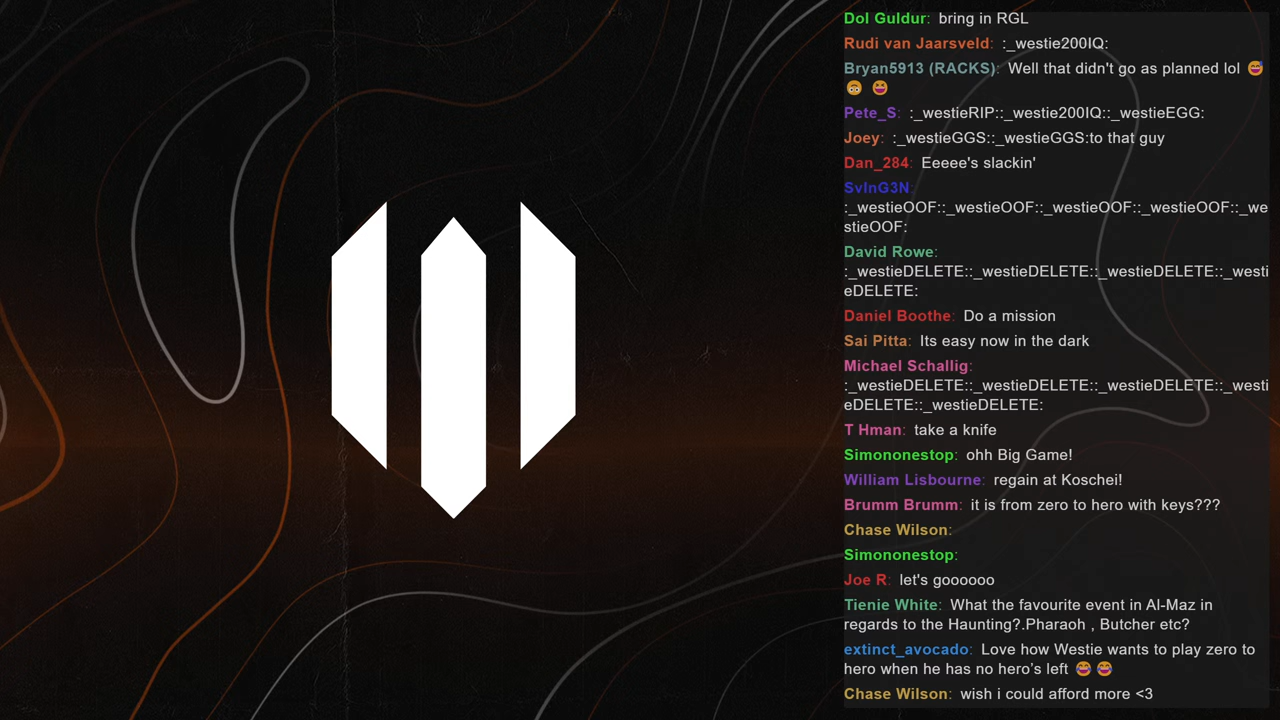 Dol Guldur: bring in RGL
Rudi van Jaarsveld: :_westie200IQ:
Bryan5913 (RACKS): Well that didn't go as planned lol 😅
😳 😆
Pete_S: :_westieRIP::_westie200IQ::_westieEGG:
Joey: :_westieGGS::_westieGGS:to that guy
Dan_284: Eeeee's slackin'
SvInG3N:
:_westieOOF::_westieOOF::_westieOOF::_westieOOF::_we
stieOOF:
David Rowe:
:_westieDELETE::_westieDELETE::_westieDELETE::_westi
eDELETE:
Daniel Boothe: Do a mission
Sai Pitta: Its easy now in the dark
Michael Schallig:
:_westieDELETE::_westieDELETE::_westieDELETE::_westi
eDELETE::_westieDELETE:
T Hman: take a knife
Simononestop: ohh Big Game!
William Lisbourne: regain at Koschei!
Brumm Brumm: it is from zero to hero with keys???
Chase Wilson:
Simononestop:
Joe R: let's goooooo
Tienie White: What the favourite event in Al-Maz in
regards to the Haunting?.Pharaoh , Butcher etc?
extinct_avocado: Love how Westie wants to play zero to
hero when he has no hero's left 😂 😂
Chase Wilson: wish i could afford more <3